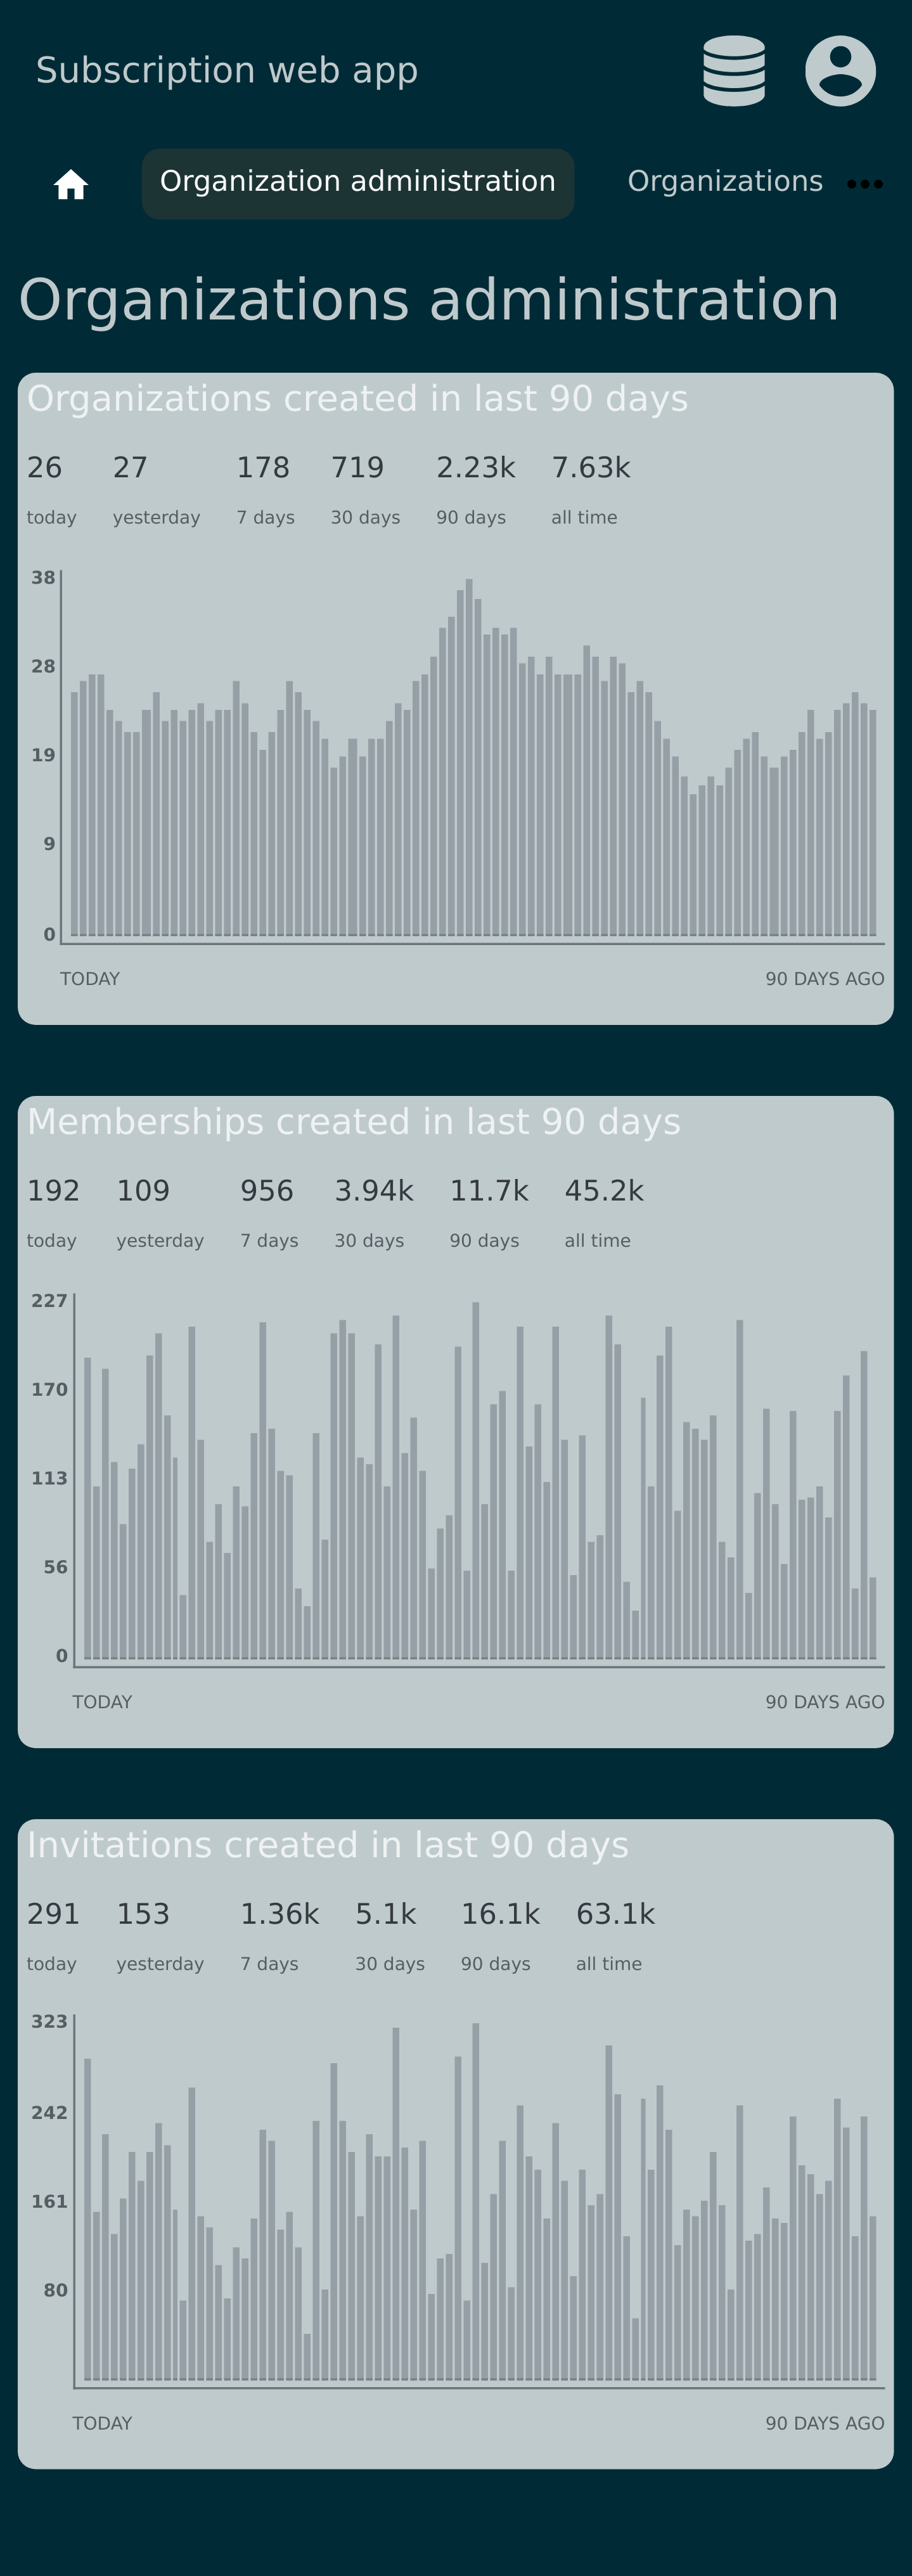 Subscription web app
Organization administration Organizations
Organizations administration
Organizations created in last 90 days
26 27 178 719 2.23k 7.63k
today yesterday 7 days 30 days 90 days all time
38
28
19
9
0
TODAY 90 DAYS AGO
Memberships created in last 90 days
192 109 956 3.94k 11.7k 45.2k
today yesterday 7 days 30 days 90 days all time
227
170
113
56
0
TODAY 90 DAYS AGO
Invitations created in last 90 days
291 153 1.36k 5.1k 16.1k 63.1k
today yesterday 7 days 30 days 90 days all time
323
242
161
80
TODAY 90 DAYS AGO